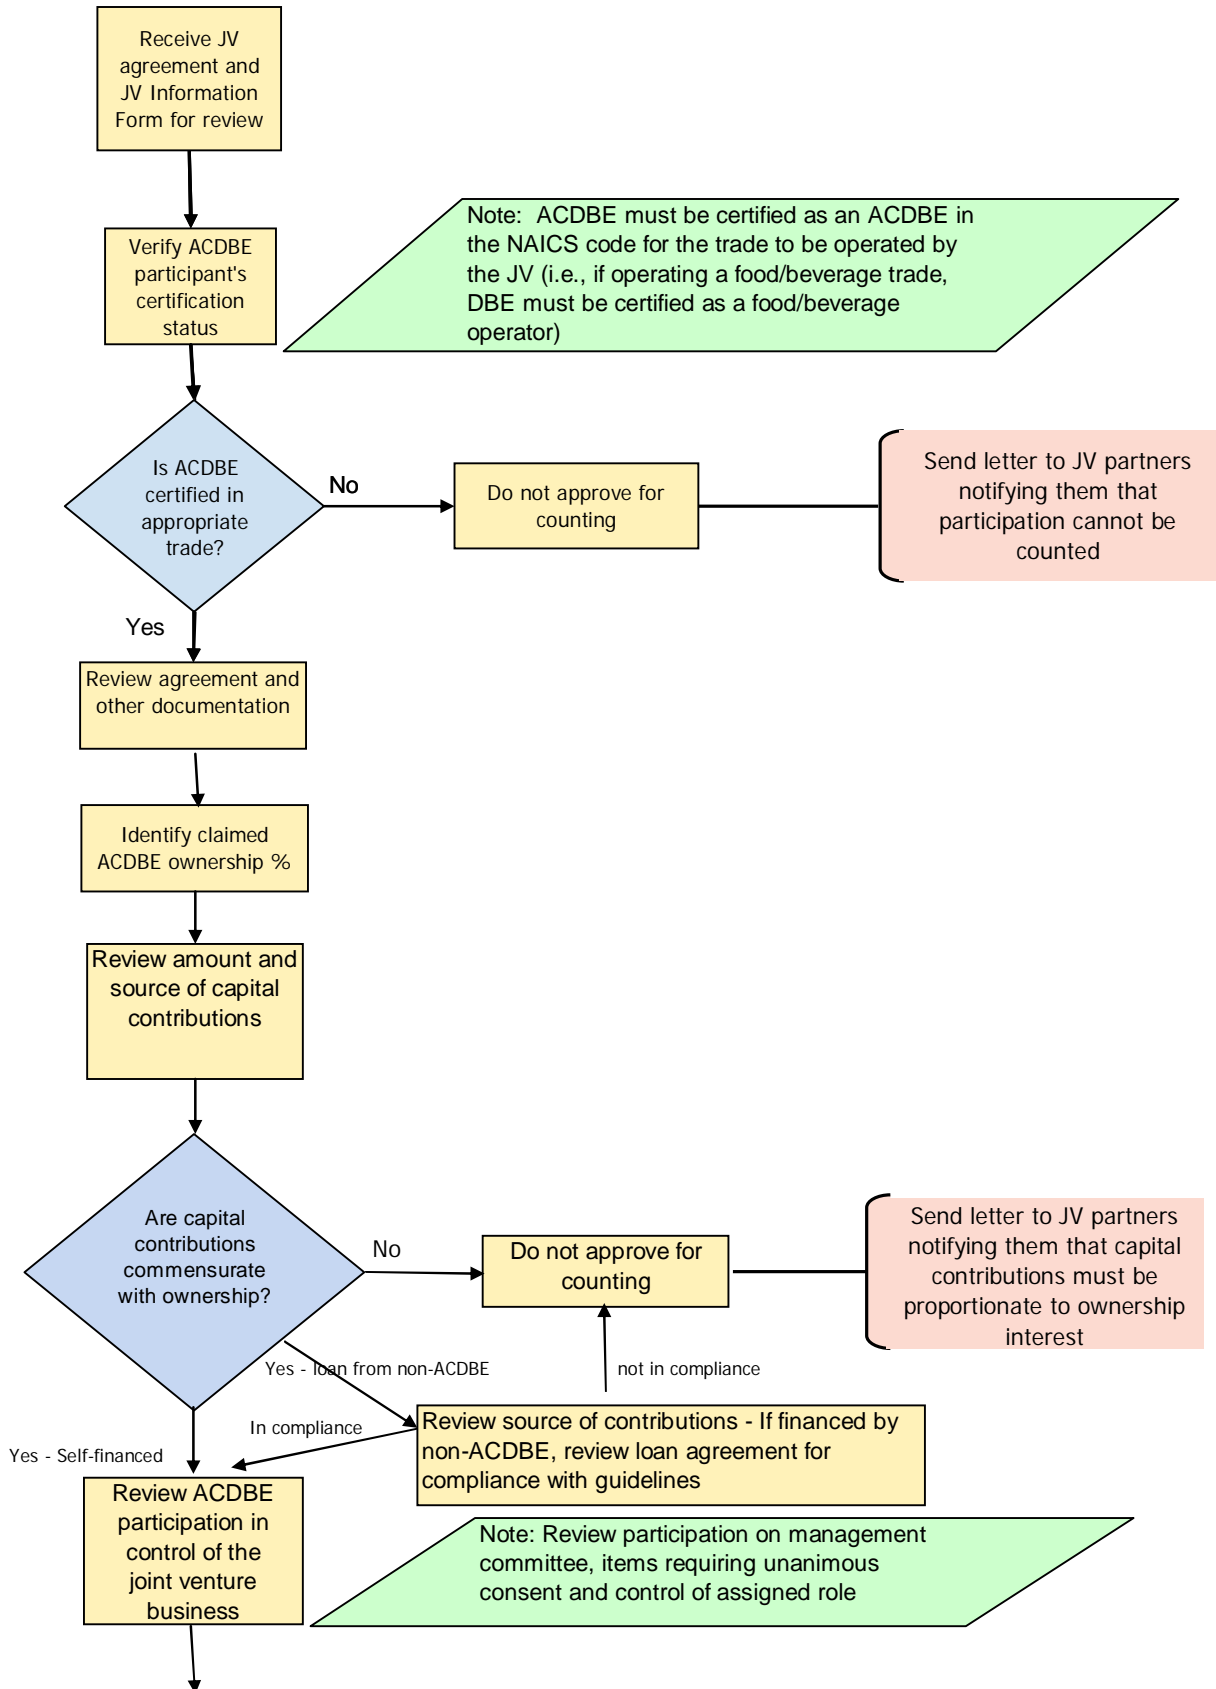 Receive JV
agreement and
JV Information
Form for review
Note:  ACDBE must be certified as an ACDBE in
the NAICS code for the trade to be operated by
the JV (i.e., if operating a food/beverage trade,
DBE must be certified as a food/beverage
operator)
Verify ACDBE
participant's
certification
status
Is ACDBE
certified in
appropriate
trade?
No
Do not approve for
counting
Send letter to JV partners
notifying them that
participation cannot be
counted
Yes
Review agreement and
other documentation
Identify claimed
ACDBE ownership %
Review amount and
source of capital
contributions
Are capital
contributions
commensurate
with ownership?
No
Do not approve for
counting
Send letter to JV partners
notifying them that capital
contributions must be
proportionate to ownership
interest
Yes - loan from non-ACDBE
not in compliance
In compliance
Yes - Self-financed
Review source of contributions - If financed by
non-ACDBE, review loan agreement for
compliance with guidelines
Review ACDBE
participation in
control of the
joint venture
business
Note: Review participation on management
committee, items requiring unanimous
consent and control of assigned role